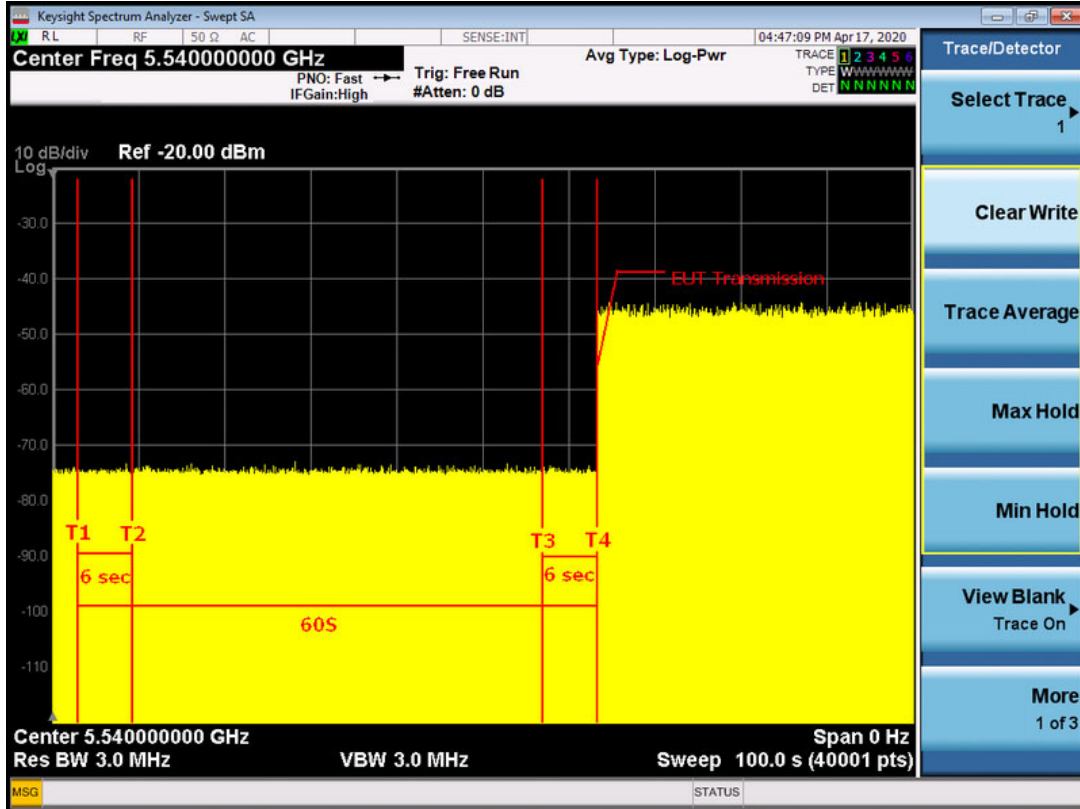 Keysight Spectrum Analyzer - Swept SA
LXI RL RF 50 Ω AC SENSE:INT 04:47:09 PM Apr 17, 2020
Center Freq 5.540000000 GHz
PNO: Fast
IFGain:High
Trig: Free Run
#Atten: 0 dB
Avg Type: Log-Pwr
TRACE 1 2 3 4 5 6
TYPE WWWWWW
DET N N N N N N
10 dB/div Ref -20.00 dBm
Log
-30.0
-40.0
EUT Transmission
-50.0
-60.0
-70.0
-80.0
T1 T2 T3 T4
-90.0
6 sec 6 sec
-100
60S
-110
Center 5.540000000 GHz Span 0 Hz
Res BW 3.0 MHz VBW 3.0 MHz Sweep 100.0 s (40001 pts)
MSG STATUS
Trace/Detector
Select Trace
1
Clear Write
Trace Average
Max Hold
Min Hold
View Blank
Trace On
More
1 of 3